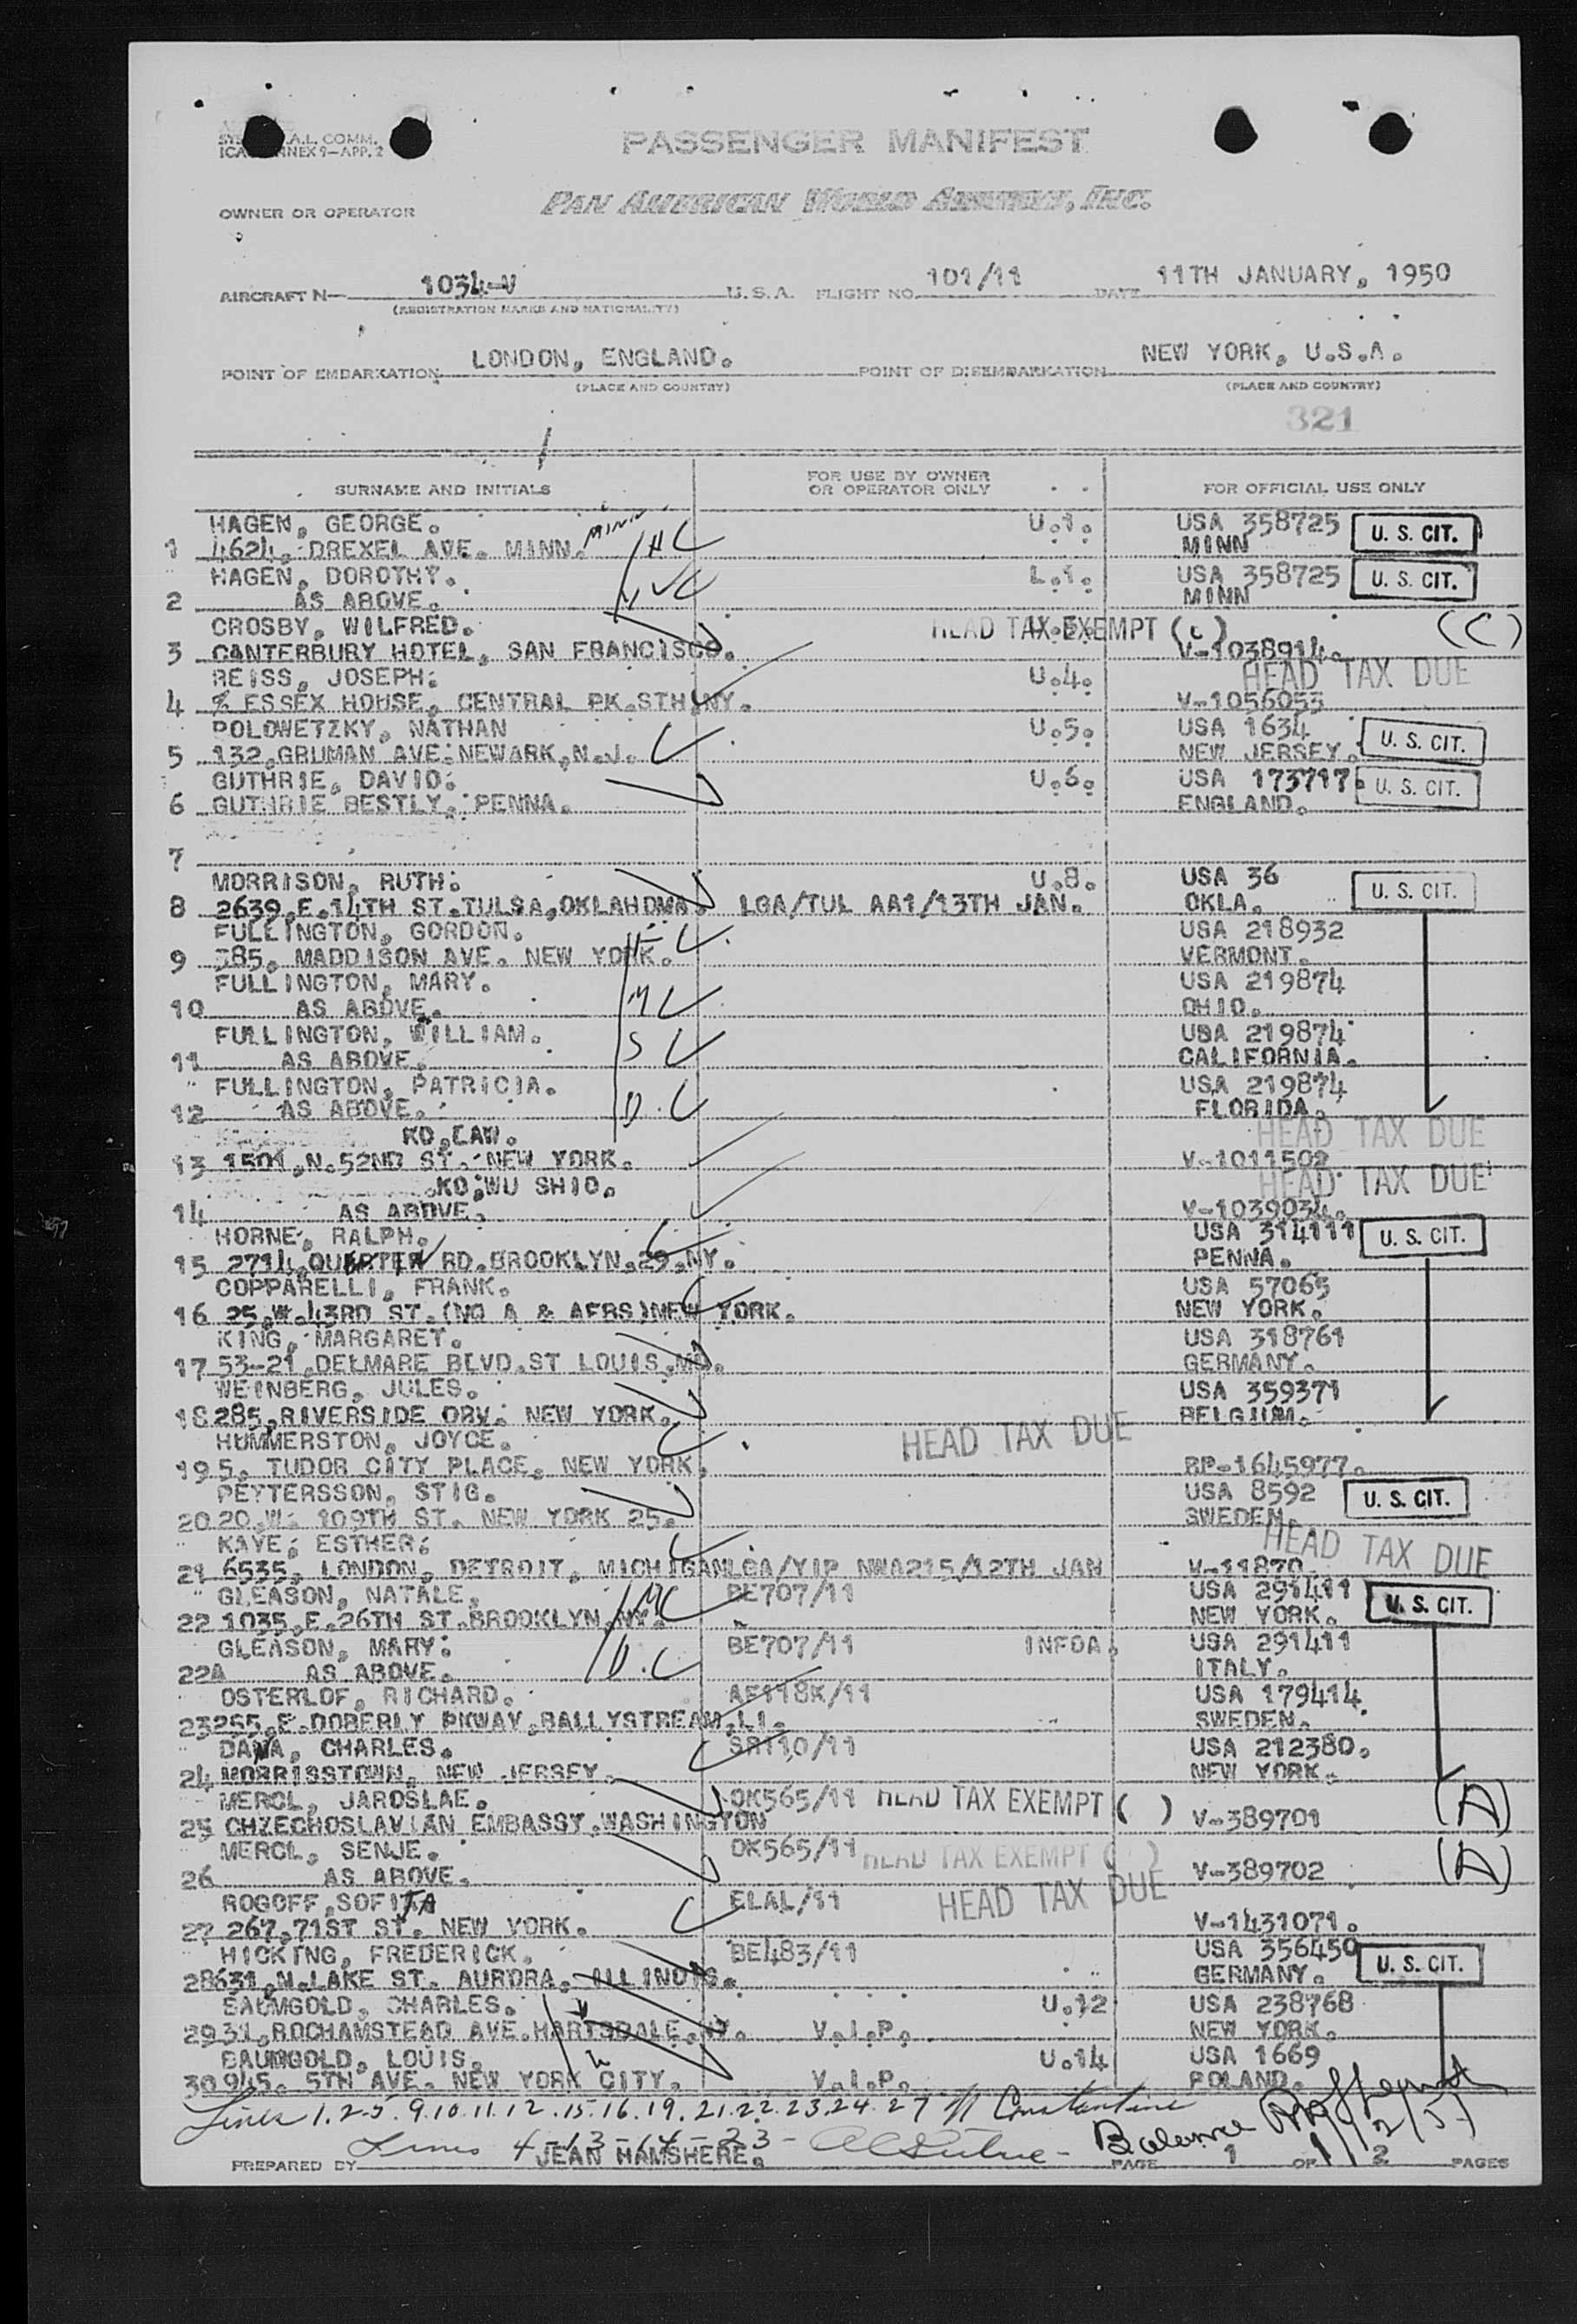 A.L. COMM.
ICA ANNEX 9-APP. 2
PASSENGER MANIFEST
PAN AMERICAN WORLD AIRWAYS, INC.
OWNER OR OPERATOR
AIRCRAFT N- 1034-V U.S.A. FLIGHT NO. 101/11 DATE 11TH JANUARY, 1950
(REGISTRATION MARKS AND NATIONALITY)
POINT OF EMBARKATION LONDON, ENGLAND. POINT OF DISEMBARKATION NEW YORK, U.S.A.
(PLACE AND COUNTRY) (PLACE AND COUNTRY)
321
SURNAME AND INITIALS FOR USE BY OWNER OR OPERATOR ONLY FOR OFFICIAL USE ONLY
HAGEN, GEORGE. U.1. USA 358725 U. S. CIT.
1 4624, DREXEL AVE. MINN. MINN MINN
HAGEN, DOROTHY. L.1. USA 358725 U. S. CIT.
2 AS ABOVE. MINN
CROSBY, WILFRED. HEAD TAX EXEMPT (C) (C)
3 CANTERBURY HOTEL, SAN FRANCISCO. V-1038914.
REISS, JOSEPH. U.4. HEAD TAX DUE
4 % ESSEX HOUSE, CENTRAL PK.STH.NY. V-1056055
POLOWETZKY, NATHAN U.5. USA 1634 U. S. CIT.
5 132,GRUMAN AVE.NEWARK,N.J. NEW JERSEY.
GUTHRIE, DAVID. U.6. USA 173717. U. S. CIT.
6 GUTHRIE BESTLY, PENNA. ENGLAND.
7
MORRISON, RUTH. U.8. USA 36 U. S. CIT.
8 2639,E.14TH ST.TULSA,OKLAHOMA. LGA/TUL AA1/13TH JAN. OKLA.
FULLINGTON, GORDON. USA 218932
9 385, MADDISON AVE. NEW YORK. VERMONT.
FULLINGTON, MARY. USA 219874
10 AS ABOVE. OHIO.
FULLINGTON, WILLIAM. USA 219874
11 AS ABOVE. CALIFORNIA.
FULLINGTON, PATRICIA. USA 219874
12 AS ABOVE. FLORIDA.
KO,CAW. HEAD TAX DUE
13 1501,N.52ND ST. NEW YORK. V-1011502
KO,WU SHIO. HEAD TAX DUE
14 AS ABOVE. V-1039034.
HORNE, RALPH. USA 314111 U. S. CIT.
15 2714, RD.BROOKLYN.29.NY. PENNA.
COPPARELLI, FRANK. USA 57065
16 25,W.43RD ST.(NO A & AFRS)NEW YORK. NEW YORK.
KING, MARGARET. USA 318761
17 53-21,DELMARE BLVD.ST LOUIS,MO. GERMANY.
WEINBERG, JULES. USA 359371
18 285,RIVERSIDE DRV. NEW YORK. BELGIUM.
HUMMERSTON, JOYCE. HEAD TAX DUE
19 5, TUDOR CITY PLACE, NEW YORK. RP-1645977.
PETTERSSON, STIG. USA 8592 U. S. CIT.
20 20,W. 109TH ST. NEW YORK 25. SWEDEN.
KAYE, ESTHER. HEAD TAX DUE
21 6535, LONDON, DETROIT, MICHIGAN LGA/YIP NWA215/12TH JAN V-11870
GLEASON, NATALE. BE707/11 USA 291411 U. S. CIT.
22 1035,E.26TH ST.BROOKLYN NY. NEW YORK.
GLEASON, MARY. BE707/11 INFOA. USA 291411
22A AS ABOVE. ITALY.
OSTERLOF, RICHARD. AF118K/11 USA 179414
23 265,E.DOBERLY PKWAY,BALLYSTREAM,LI. SWEDEN.
DANA, CHARLES. SR110/11 USA 212380.
24 MORRISSTOWN, NEW JERSEY. NEW YORK.
MERCL, JAROSLAE. OK565/11 HEAD TAX EXEMPT ( ) (A)
25 CHZECHOSLAVIAN EMBASSY.WASHINGTON V-389701
MERCL, SENJE. OK565/11 HEAD TAX EXEMPT ( ) (A)
26 AS ABOVE. V-389702
ROGOFF,SOFIJA ELAL/11 HEAD TAX DUE
27 267,71ST ST. NEW YORK. V-1431071.
HICKING, FREDERICK. BE483/11 USA 356450 U. S. CIT.
28 631,N.LAKE ST. AURORA. ILLINOIS. GERMANY.
BAUMGOLD, CHARLES. U.12 USA 238768
29 31,ROCHAMSTEAD AVE.HARTSDALE.NY. V.I.P. NEW YORK.
BAUMGOLD, LOUIS. U.14 USA 1669
30 945, 5TH AVE. NEW YORK CITY. V.I.P. POLAND.
Lines 1.2.5.9.10.11.12.15.16.19.21.22.23.24.27 Constantine
Lines 4-13-14-23- Balance
PREPARED BY JEAN HAMSHERE. PAGE 1 OF 2 PAGES